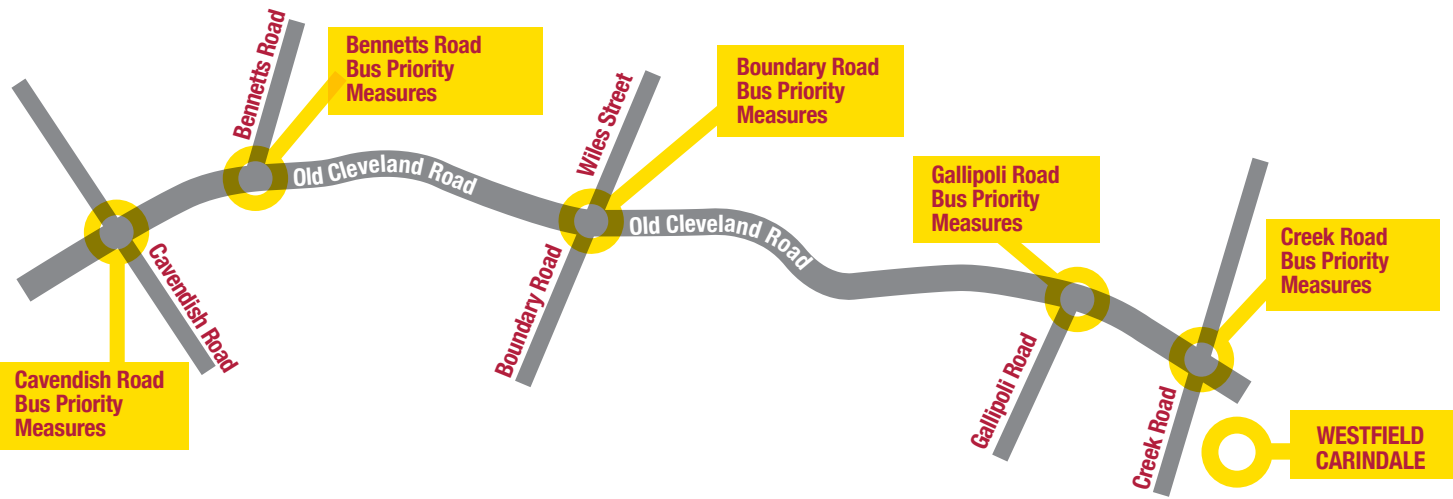 Bennetts Road
Bennetts Road
Bus Priority
Measures
Boundary Road
Bus Priority
Measures
Wiles Street
Old Cleveland Road
Gallipoli Road
Bus Priority
Measures
Old Cleveland Road
Creek Road
Bus Priority
Measures
Cavendish Road
Boundary Road
Cavendish Road
Bus Priority
Measures
Gallipoli Road
Creek Road
WESTFIELD
CARINDALE